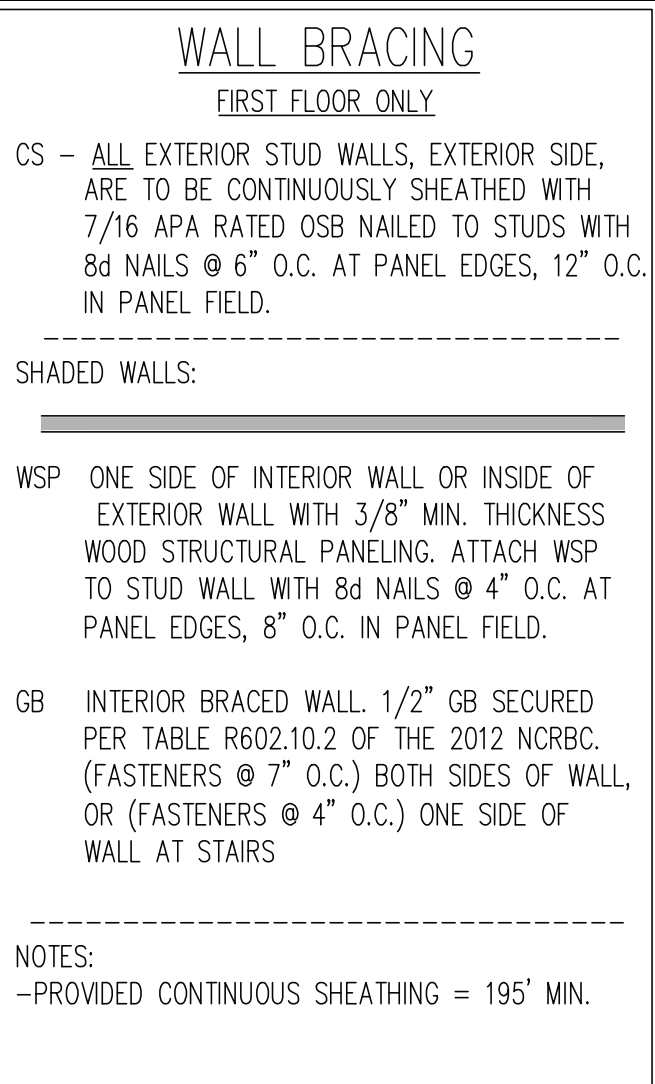 WALL BRACING
FIRST FLOOR ONLY
CS – ALL EXTERIOR STUD WALLS, EXTERIOR SIDE,
ARE TO BE CONTINUOUSLY SHEATHED WITH
7/16 APA RATED OSB NAILED TO STUDS WITH
8d NAILS @ 6" O.C. AT PANEL EDGES, 12" O.C.
IN PANEL FIELD.
SHADED WALLS:
WSP ONE SIDE OF INTERIOR WALL OR INSIDE OF
EXTERIOR WALL WITH 3/8" MIN. THICKNESS
WOOD STRUCTURAL PANELING. ATTACH WSP
TO STUD WALL WITH 8d NAILS @ 4" O.C. AT
PANEL EDGES, 8" O.C. IN PANEL FIELD.
GB INTERIOR BRACED WALL. 1/2" GB SECURED
PER TABLE R602.10.2 OF THE 2012 NCRBC.
(FASTENERS @ 7" O.C.) BOTH SIDES OF WALL,
OR (FASTENERS @ 4" O.C.) ONE SIDE OF
WALL AT STAIRS
NOTES:
–PROVIDED CONTINUOUS SHEATHING = 195' MIN.